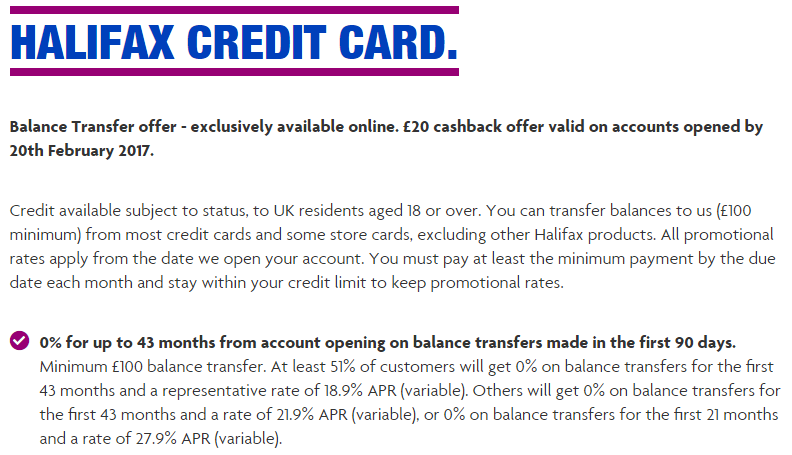 HALIFAX CREDIT CARD.
Balance Transfer offer - exclusively available online. £20 cashback offer valid on accounts opened by
20th February 2017.
Credit available subject to status, to UK residents aged 18 or over. You can transfer balances to us (£100
minimum) from most credit cards and some store cards, excluding other Halifax products. All promotional
rates apply from the date we open your account. You must pay at least the minimum payment by the due
date each month and stay within your credit limit to keep promotional rates.
0% for up to 43 months from account opening on balance transfers made in the first 90 days.
Minimum £100 balance transfer. At least 51% of customers will get 0% on balance transfers for the first
43 months and a representative rate of 18.9% APR (variable). Others will get 0% on balance transfers for
the first 43 months and a rate of 21.9% APR (variable), or 0% on balance transfers for the first 21 months
and a rate of 27.9% APR (variable).